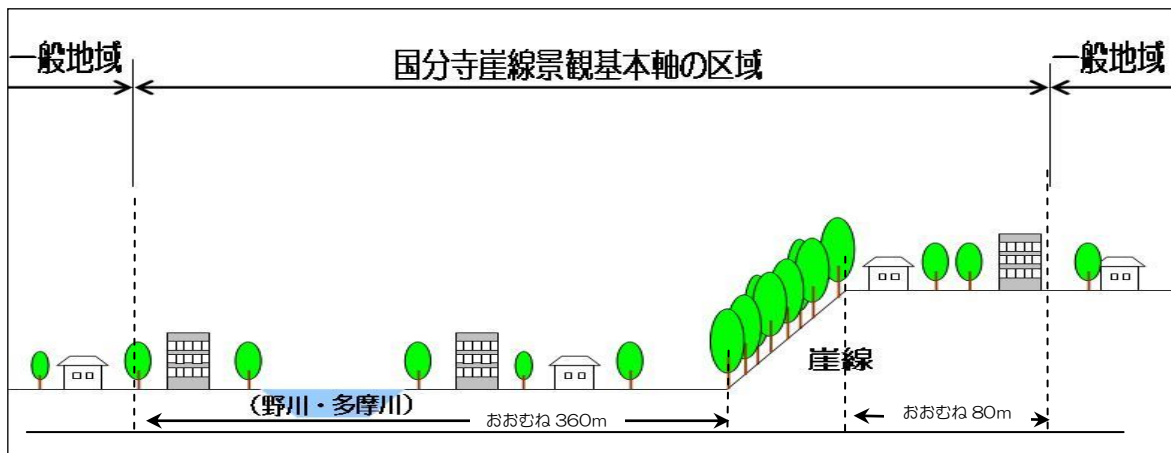 一般地域
国分寺崖線景観基本軸の区域
一般地域
崖線
(野川・多摩川)
おおむね 360m
おおむね 80m